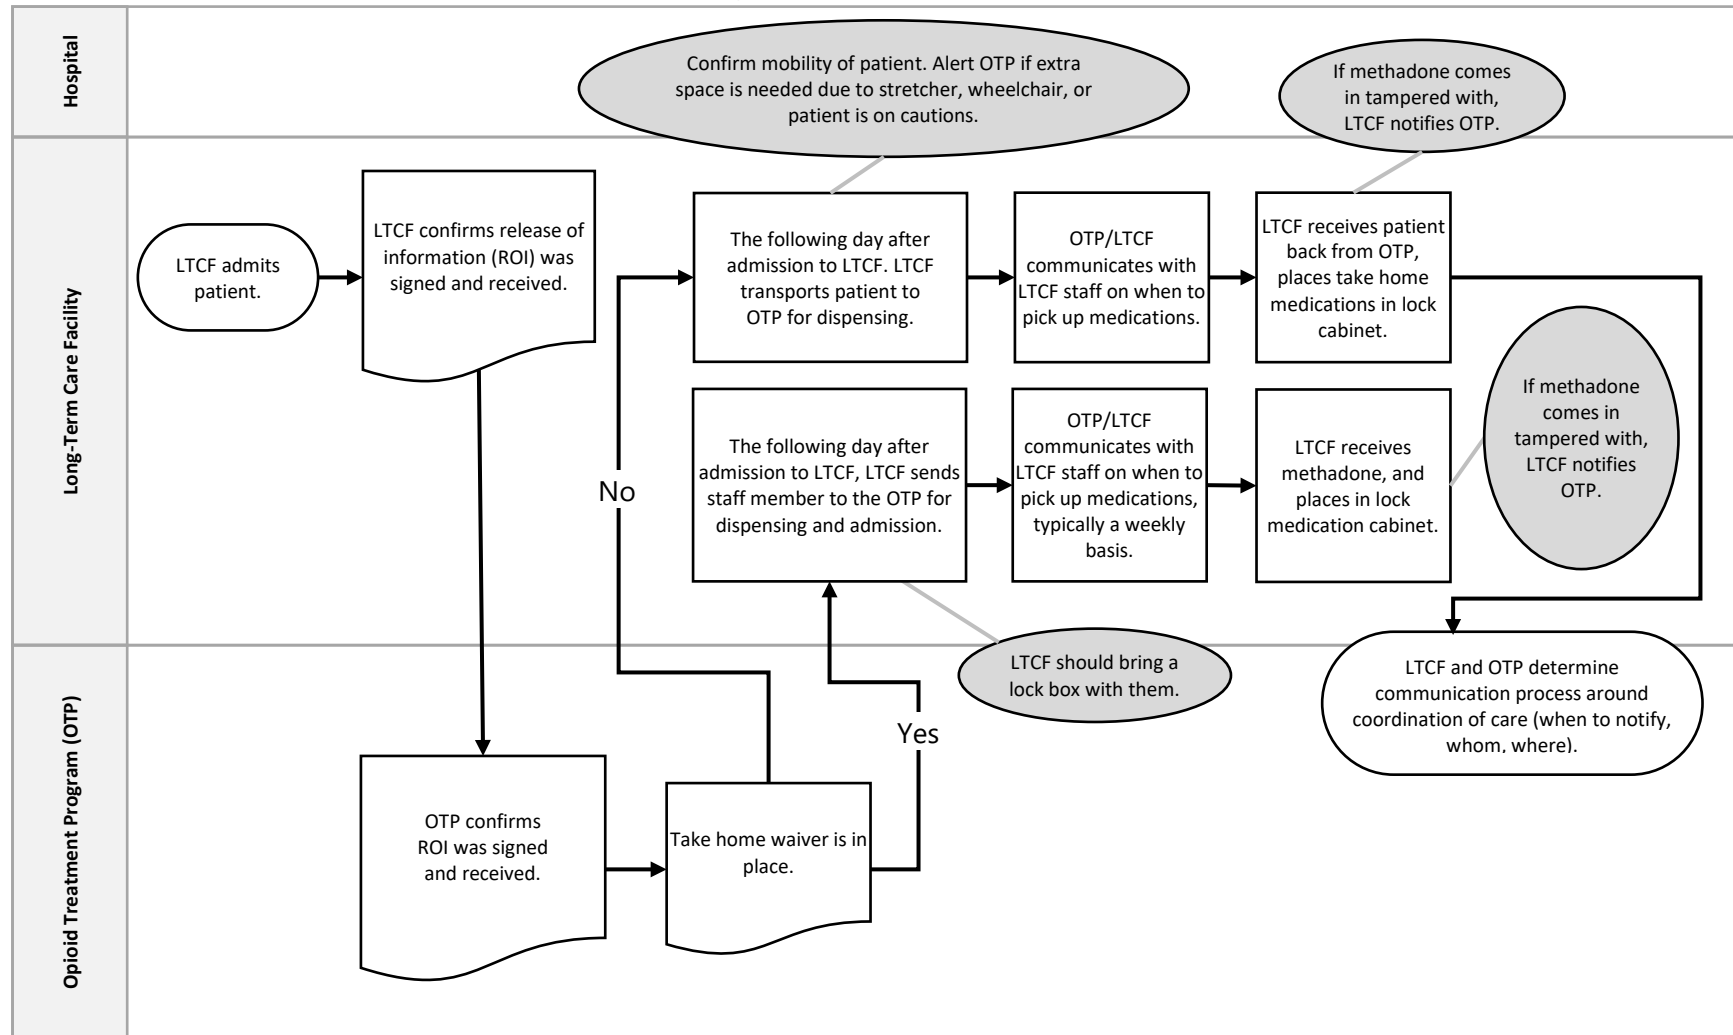 Hospital
Confirm mobility of patient. Alert OTP if extra
space is needed due to stretcher, wheelchair, or
patient is on cautions.
If methadone comes
in tampered with,
LTCF notifies OTP.
Long-Term Care Facility
LTCF admits
patient.
LTCF confirms release of
information (ROI) was
signed and received.
The following day after
admission to LTCF. LTCF
transports patient to
OTP for dispensing.
OTP/LTCF
communicates with
LTCF staff on when to
pick up medications.
LTCF receives patient
back from OTP,
places take home
medications in lock
cabinet.
No
The following day after
admission to LTCF, LTCF sends
staff member to the OTP for
dispensing and admission.
OTP/LTCF
communicates with
LTCF staff on when to
pick up medications,
typically a weekly
basis.
LTCF receives
methadone, and
places in lock
medication cabinet.
If methadone
comes in
tampered with,
LTCF notifies
OTP.
Opioid Treatment Program (OTP)
LTCF should bring a
lock box with them.
LTCF and OTP determine
communication process around
coordination of care (when to notify,
whom, where).
Yes
OTP confirms
ROI was signed
and received.
Take home waiver is in
place.